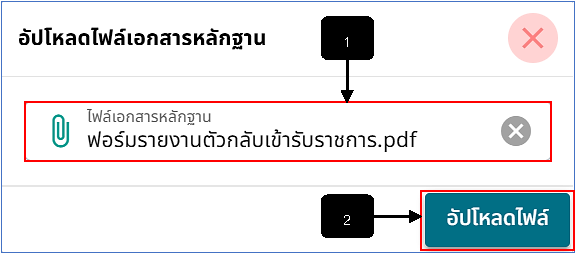 อัปโหลดไฟล์เอกสารหลักฐาน
1
ไฟล์เอกสารหลักฐาน
ฟอร์มรายงานตัวกลับเข้ารับราชการ.pdf
2
อัปโหลดไฟล์